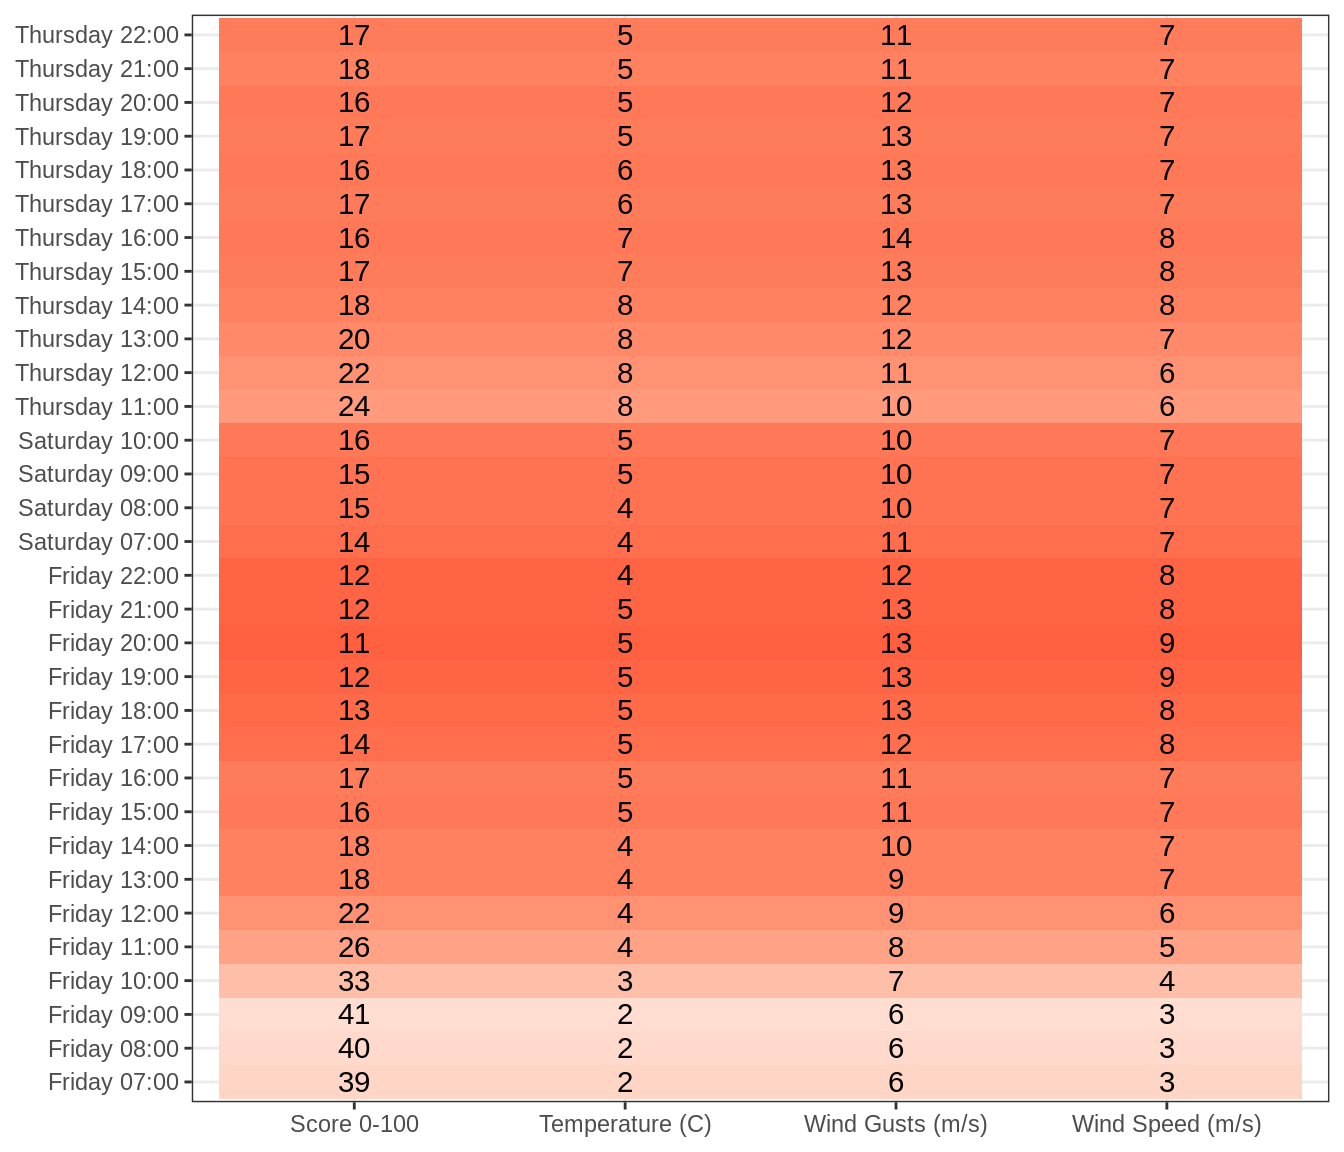 Thursday 22:00 17 5 11 7
Thursday 21:00 18 5 11 7
Thursday 20:00 16 5 12 7
Thursday 19:00 17 5 13 7
Thursday 18:00 16 6 13 7
Thursday 17:00 17 6 13 7
Thursday 16:00 16 7 14 8
Thursday 15:00 17 7 13 8
Thursday 14:00 18 8 12 8
Thursday 13:00 20 8 12 7
Thursday 12:00 22 8 11 6
Thursday 11:00 24 8 10 6
Saturday 10:00 16 5 10 7
Saturday 09:00 15 5 10 7
Saturday 08:00 15 4 10 7
Saturday 07:00 14 4 11 7
Friday 22:00 12 4 12 8
Friday 21:00 12 5 13 8
Friday 20:00 11 5 13 9
Friday 19:00 12 5 13 9
Friday 18:00 13 5 13 8
Friday 17:00 14 5 12 8
Friday 16:00 17 5 11 7
Friday 15:00 16 5 11 7
Friday 14:00 18 4 10 7
Friday 13:00 18 4 9 7
Friday 12:00 22 4 9 6
Friday 11:00 26 4 8 5
Friday 10:00 33 3 7 4
Friday 09:00 41 2 6 3
Friday 08:00 40 2 6 3
Friday 07:00 39 2 6 3
Score 0-100 Temperature (C) Wind Gusts (m/s) Wind Speed (m/s)